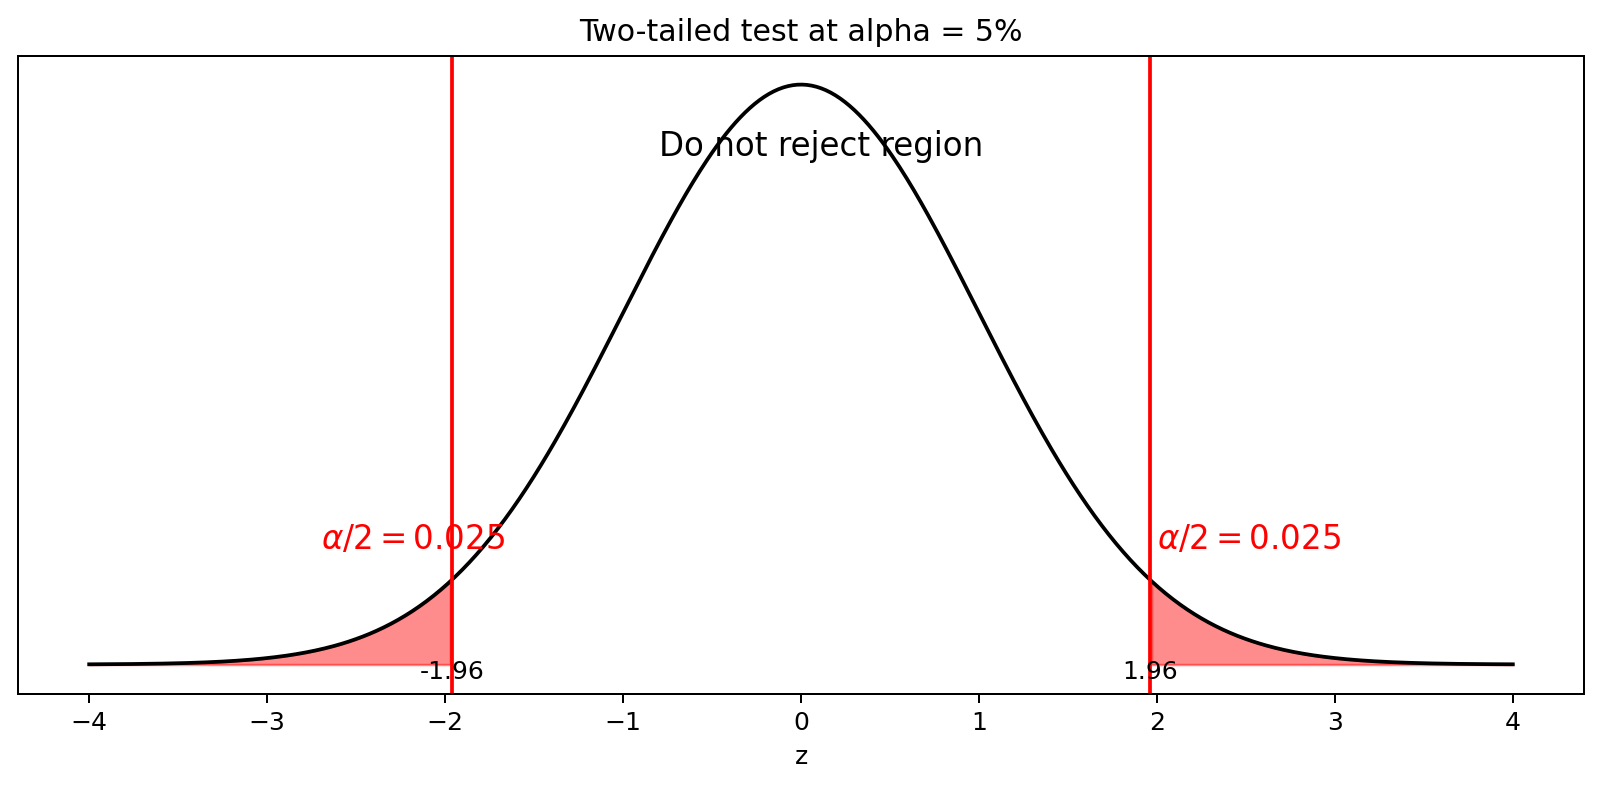 Two-tailed test at alpha = 5%
Do not reject region
α/2 = 0.025
α/2 = 0.025
-1.96
1.96
−4
−3
−2
−1
0
1
2
3
4
z